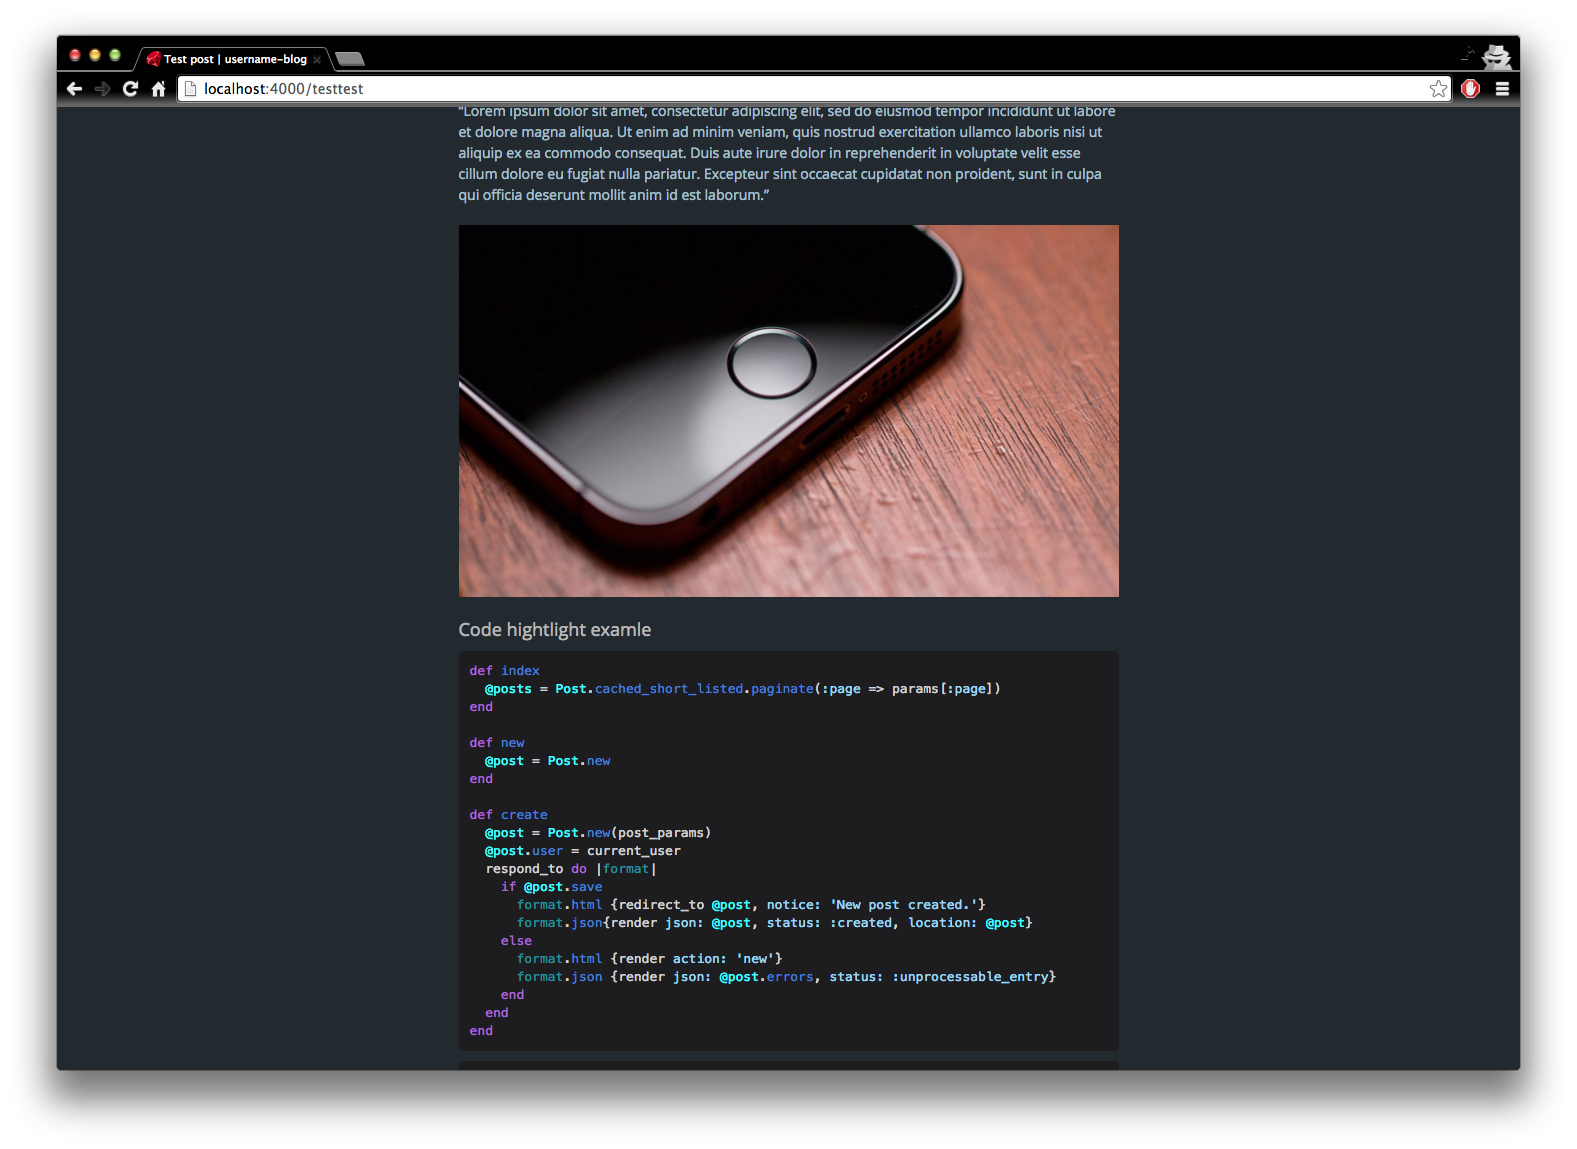 Test post | username-blog
localhost:4000/testtest
“Lorem ipsum dolor sit amet, consectetur adipiscing elit, sed do eiusmod tempor incididunt ut labore
et dolore magna aliqua. Ut enim ad minim veniam, quis nostrud exercitation ullamco laboris nisi ut
aliquip ex ea commodo consequat. Duis aute irure dolor in reprehenderit in voluptate velit esse
cillum dolore eu fugiat nulla pariatur. Excepteur sint occaecat cupidatat non proident, sunt in culpa
qui officia deserunt mollit anim id est laborum.”
Code hightlight examle
def index
  @posts = Post.cached_short_listed.paginate(:page => params[:page])
end
def new
  @post = Post.new
end
def create
  @post = Post.new(post_params)
  @post.user = current_user
  respond_to do |format|
    if @post.save
      format.html {redirect_to @post, notice: 'New post created.'}
      format.json{render json: @post, status: :created, location: @post}
    else
      format.html {render action: 'new'}
      format.json {render json: @post.errors, status: :unprocessable_entry}
    end
  end
end